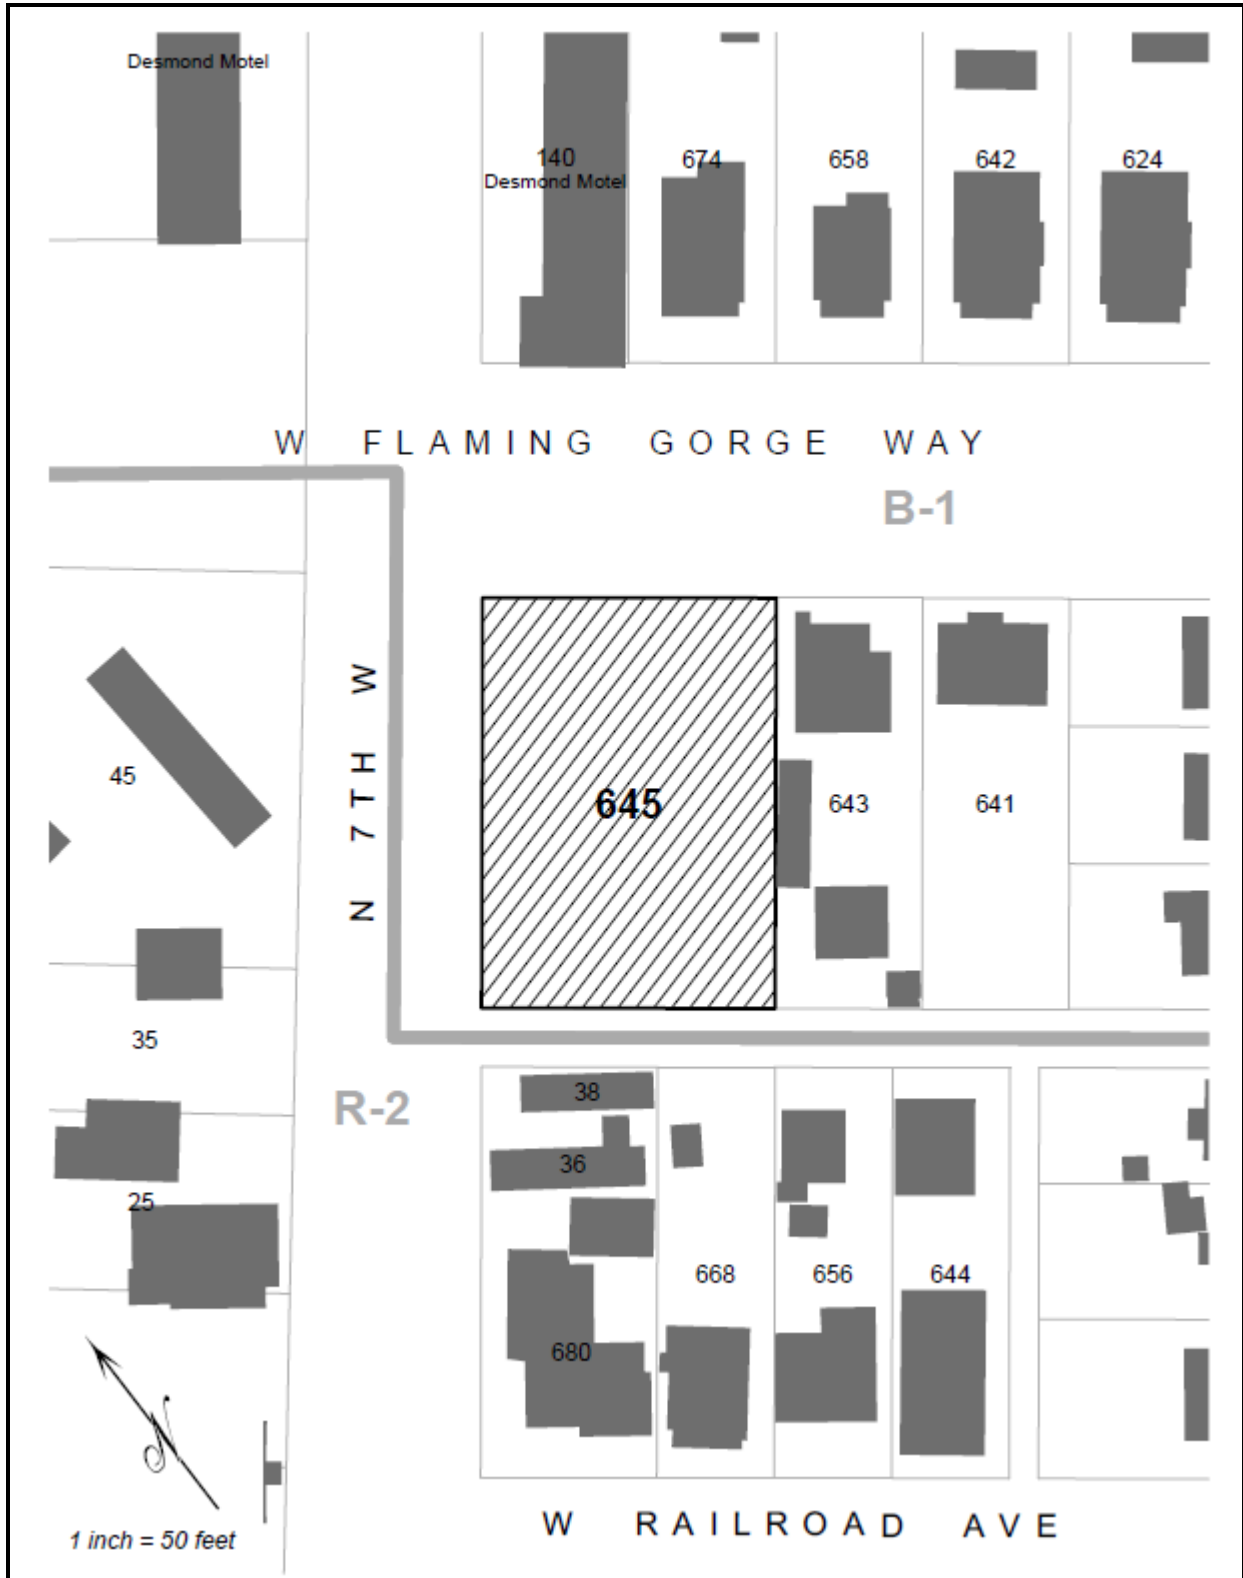 Desmond Motel
140
Desmond Motel
674
658
642
624
W FLAMING GORGE WAY
B-1
N 7TH W
45
645
643
641
35
R-2
38
36
25
668
656
644
680
N
1 inch = 50 feet
W RAILROAD AVE